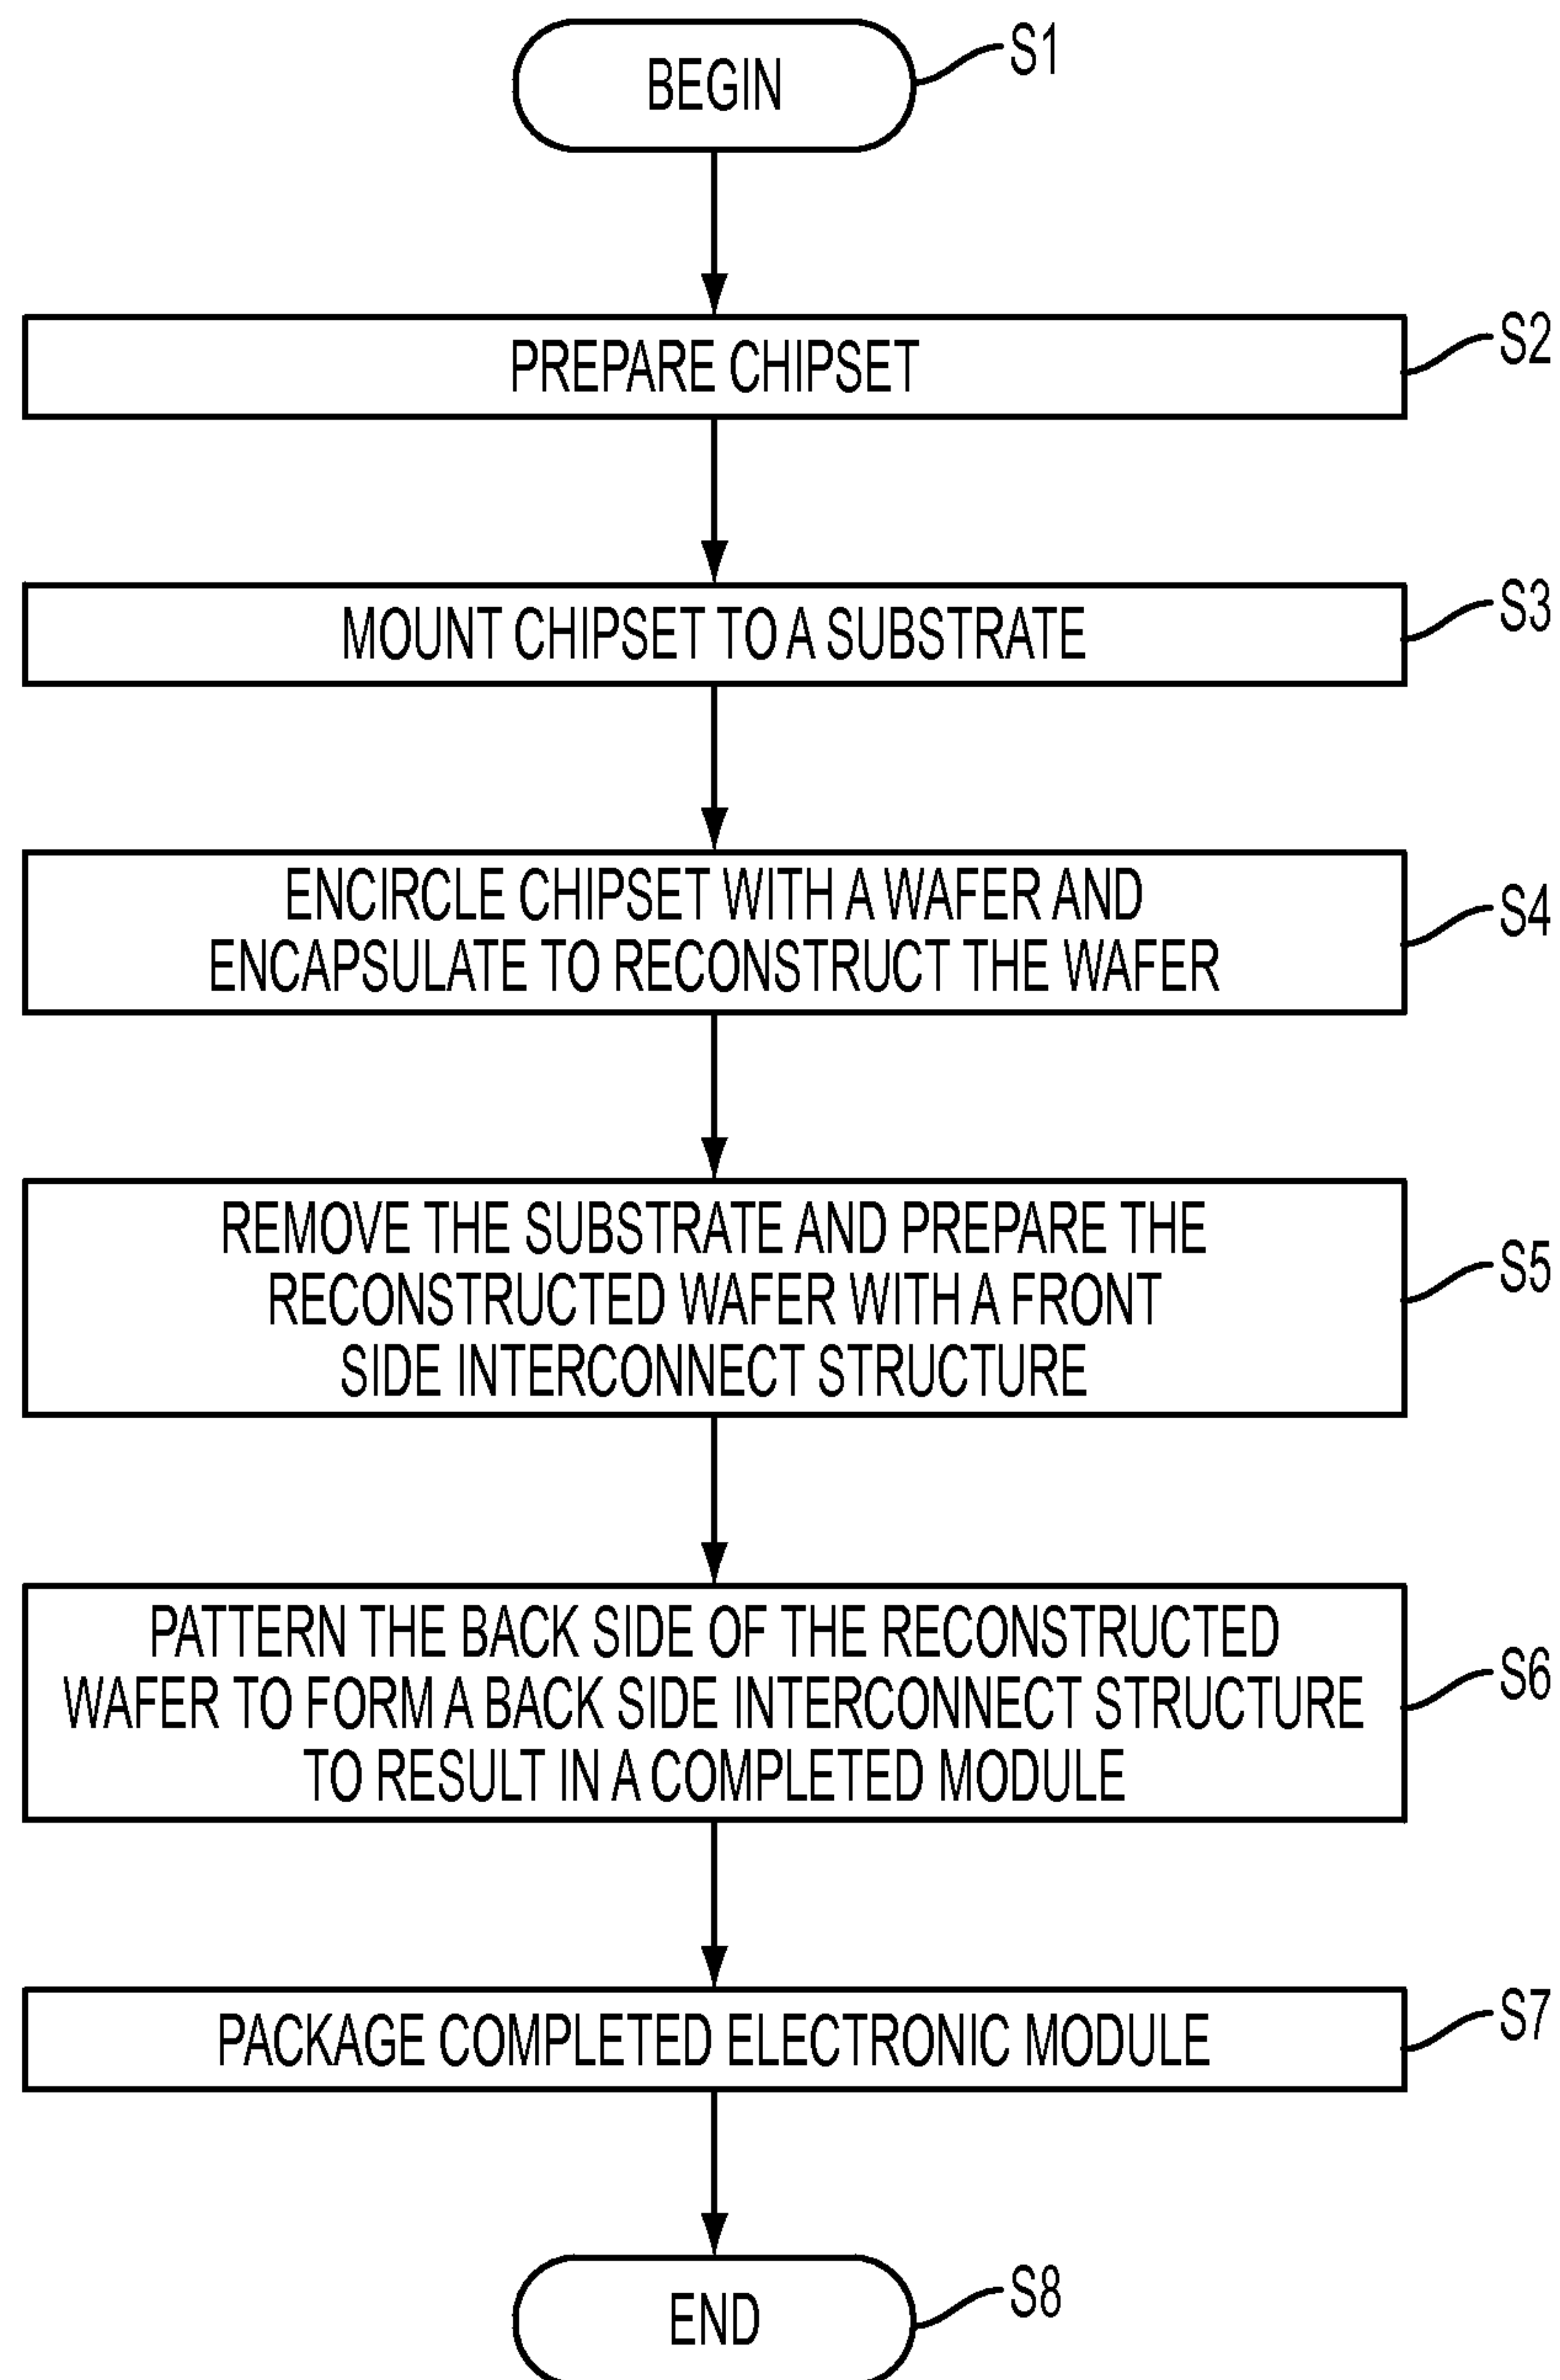 BEGIN
S1
PREPARE CHIPSET
S2
MOUNT CHIPSET TO A SUBSTRATE
S3
ENCIRCLE CHIPSET WITH A WAFER AND
ENCAPSULATE TO RECONSTRUCT THE WAFER
S4
REMOVE THE SUBSTRATE AND PREPARE THE
RECONSTRUCTED WAFER WITH A FRONT
SIDE INTERCONNECT STRUCTURE
S5
PATTERN THE BACK SIDE OF THE RECONSTRUCTED
WAFER TO FORM A BACK SIDE INTERCONNECT STRUCTURE
TO RESULT IN A COMPLETED MODULE
S6
PACKAGE COMPLETED ELECTRONIC MODULE
S7
END
S8